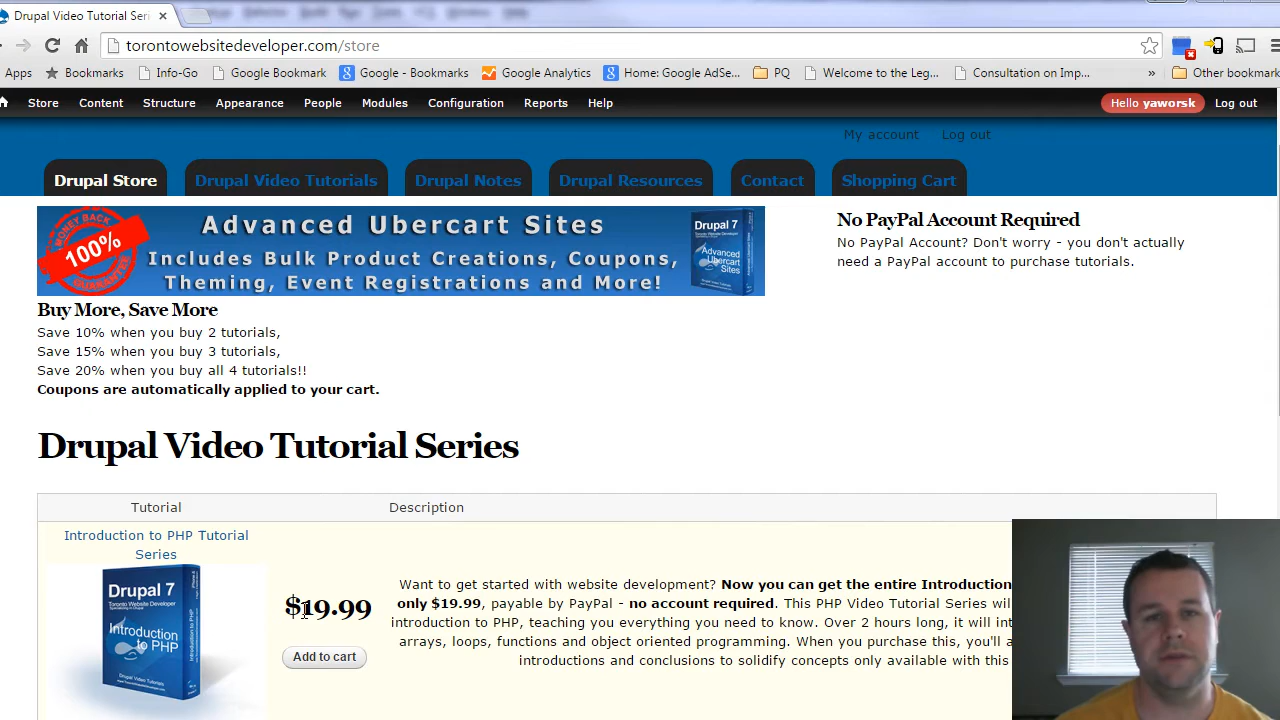 Drupal Video Tutorial Seri
torontowebsitedeveloper.com/store
Apps Bookmarks Info-Go Google Bookmark Google - Bookmarks Google Analytics Home: Google AdSe... PQ Welcome to the Leg... Consultation on Imp... » Other bookmark
Store Content Structure Appearance People Modules Configuration Reports Help Hello yaworsk Log out
My account Log out
Drupal Store Drupal Video Tutorials Drupal Notes Drupal Resources Contact Shopping Cart
MONEY BACK
100%
GUARANTEE
Advanced Ubercart Sites
Includes Bulk Product Creations, Coupons,
Theming, Event Registrations and More!
Drupal 7
Toronto Website Developer
Advanced
Ubercart
Sites
No PayPal Account Required
No PayPal Account? Don't worry - you don't actually
need a PayPal account to purchase tutorials.
Buy More, Save More
Save 10% when you buy 2 tutorials,
Save 15% when you buy 3 tutorials,
Save 20% when you buy all 4 tutorials!!
Coupons are automatically applied to your cart.
Drupal Video Tutorial Series
Tutorial Description
Introduction to PHP Tutorial
Series
Drupal 7
Toronto Website Developer
Introduction
to PHP
Drupal Video Tutorials
$19.99
Add to cart
Want to get started with website development? Now you can get the entire Introduction
only $19.99, payable by PayPal - no account required. The PHP Video Tutorial Series wil
introduction to PHP, teaching you everything you need to know. Over 2 hours long, it will int
arrays, loops, functions and object oriented programming. When you purchase this, you'll a
introductions and conclusions to solidify concepts only available with this